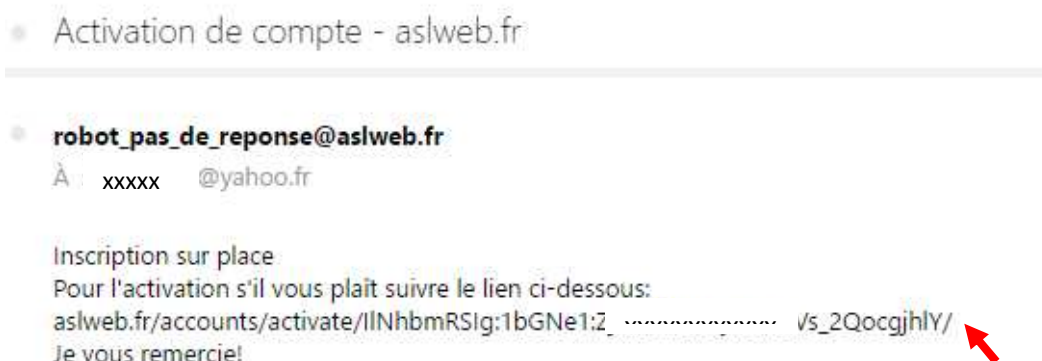 Activation de compte - aslweb.fr
robot_pas_de_reponse@aslweb.fr
À xxxxx @yahoo.fr
Inscription sur place
Pour l'activation s'il vous plaît suivre le lien ci-dessous:
aslweb.fr/accounts/activate/IlNhbmRSIg:1bGNe1:Z_ Vs_2QocgjhlY/
Je vous remercie!